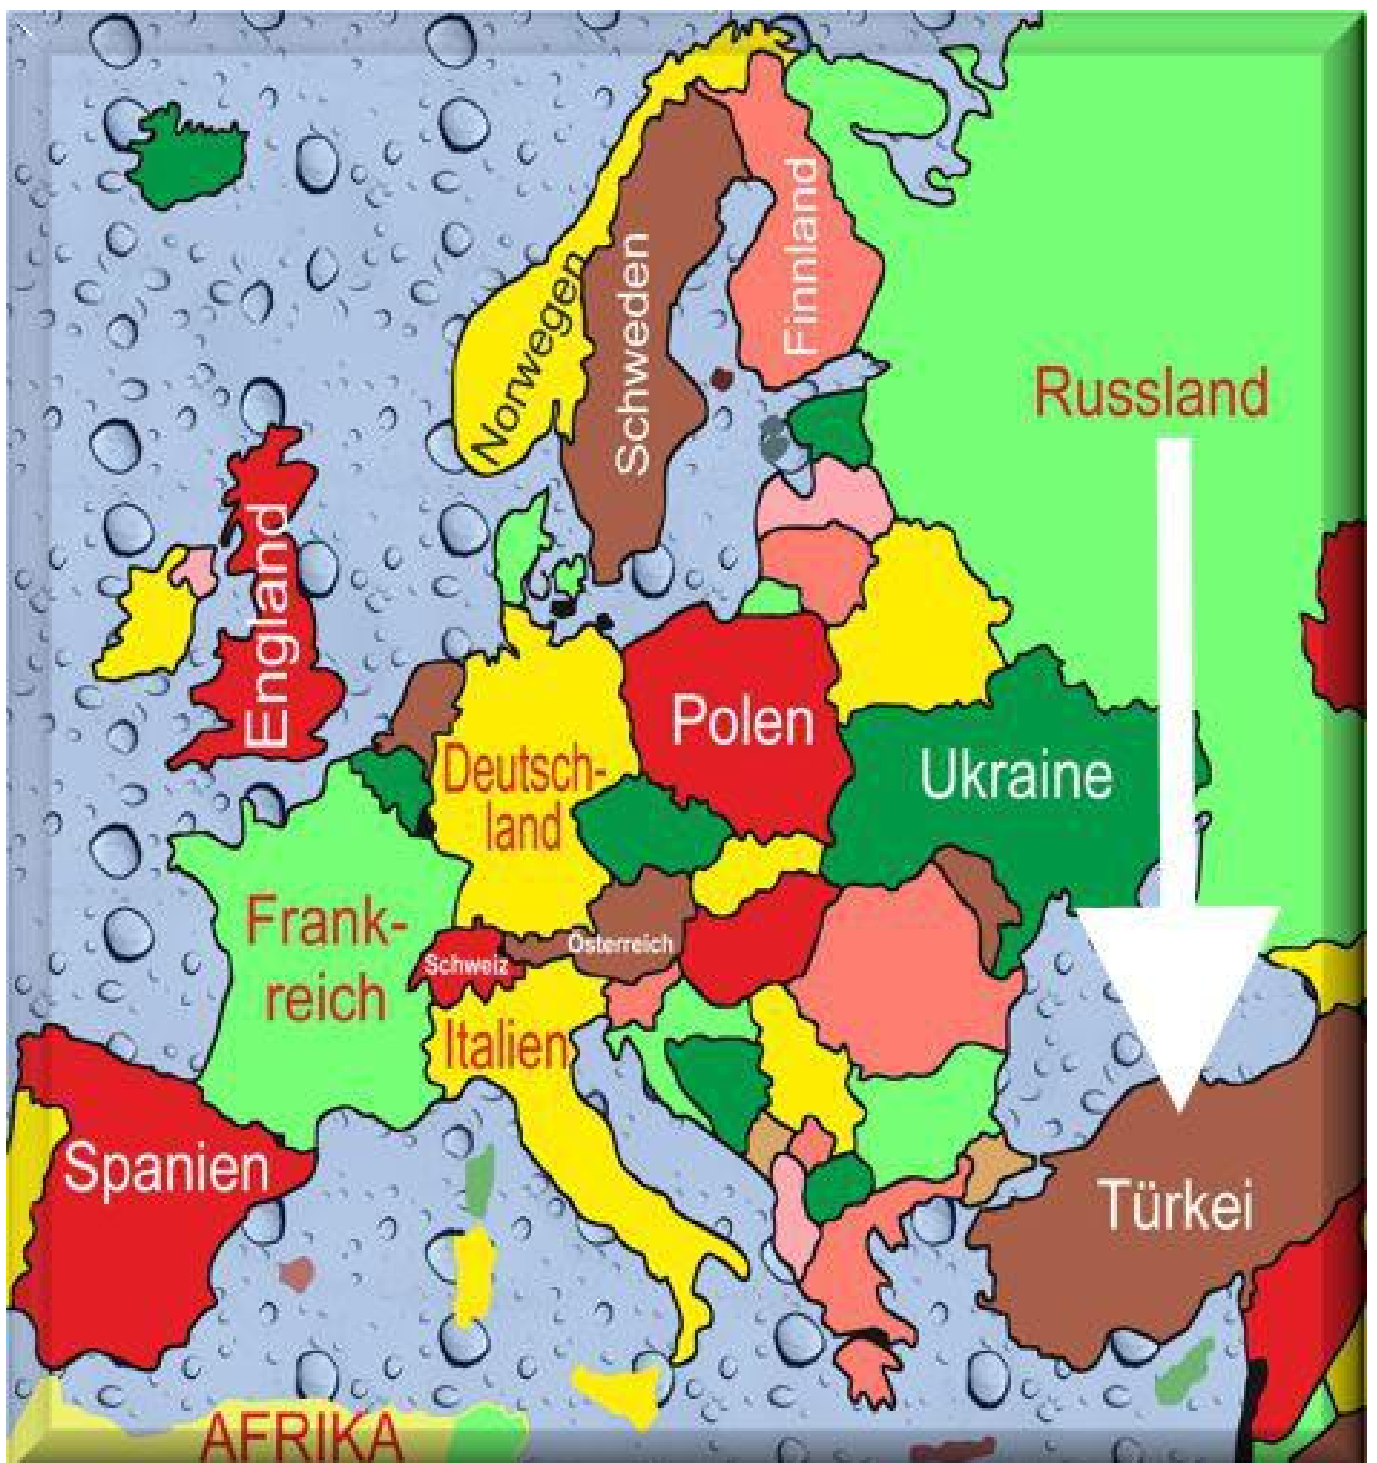 Norwegen
Schweden
Finnland
Russland
England
Polen
Deutsch-
land
Ukraine
Frank-
reich
Schweiz
Österreich
Italien
Spanien
Türkei
AFRIKA